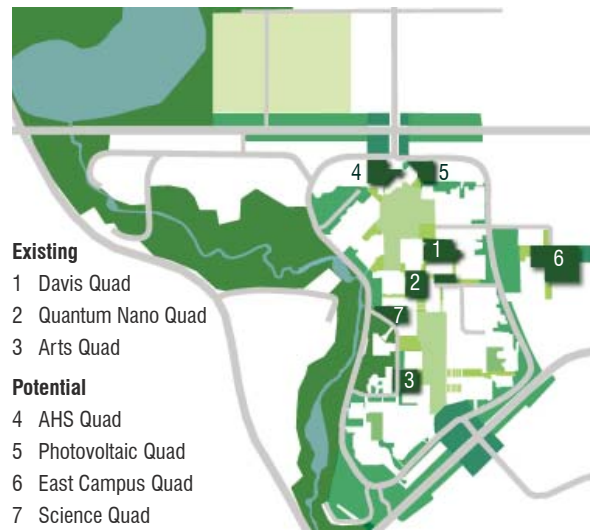 Existing
1 Davis Quad
2 Quantum Nano Quad
3 Arts Quad
Potential
4 AHS Quad
5 Photovoltaic Quad
6 East Campus Quad
7 Science Quad
4
5
1
6
2
7
3